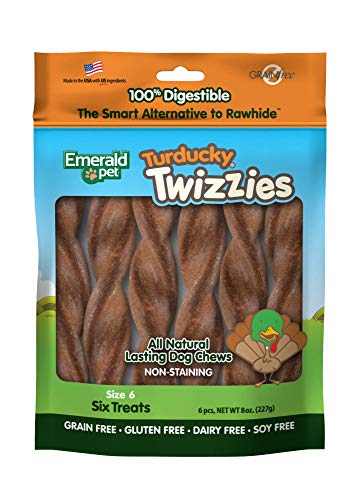 Made in the USA with US ingredients
GRAINfree
100% Digestible
The Smart Alternative to Rawhide™
Emerald
pet®
Turducky®
Twizzies
All Natural
Lasting Dog Chews
NON-STAINING
Size 6
Six Treats
6 pcs, NET WT 8oz. (227g)
GRAIN FREE • GLUTEN FREE • DAIRY FREE • SOY FREE